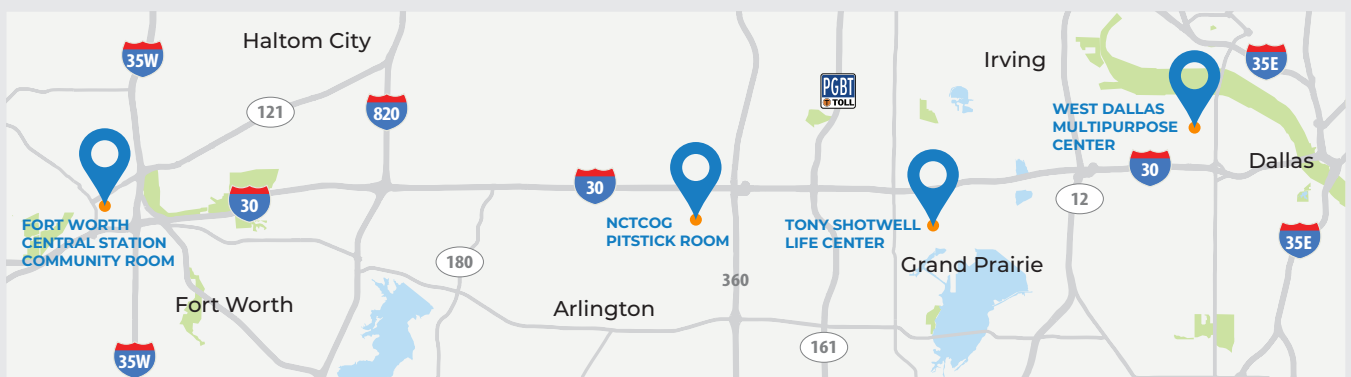 Haltom City
35W
Irving
35E
PGBT
TOLL
121
820
WEST DALLAS
MULTIPURPOSE
CENTER
Dallas
30
30
30
12
FORT WORTH
CENTRAL STATION
COMMUNITY ROOM
NCTCOG
PITSTICK ROOM
TONY SHOTWELL
LIFE CENTER
35E
180
Grand Prairie
360
Fort Worth
Arlington
161
35W